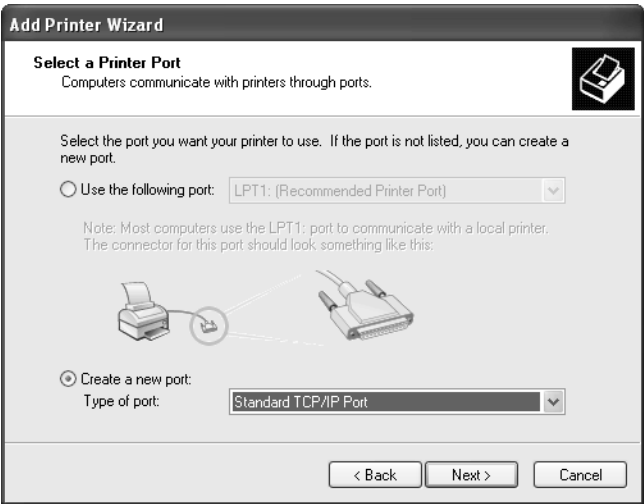 Add Printer Wizard
Select a Printer Port
Computers communicate with printers through ports.
Select the port you want your printer to use. If the port is not listed, you can create a
new port.
Use the following port: LPT1: (Recommended Printer Port)
Note: Most computers use the LPT1: port to communicate with a local printer.
The connector for this port should look something like this:
Create a new port:
Type of port: Standard TCP/IP Port
< Back Next > Cancel